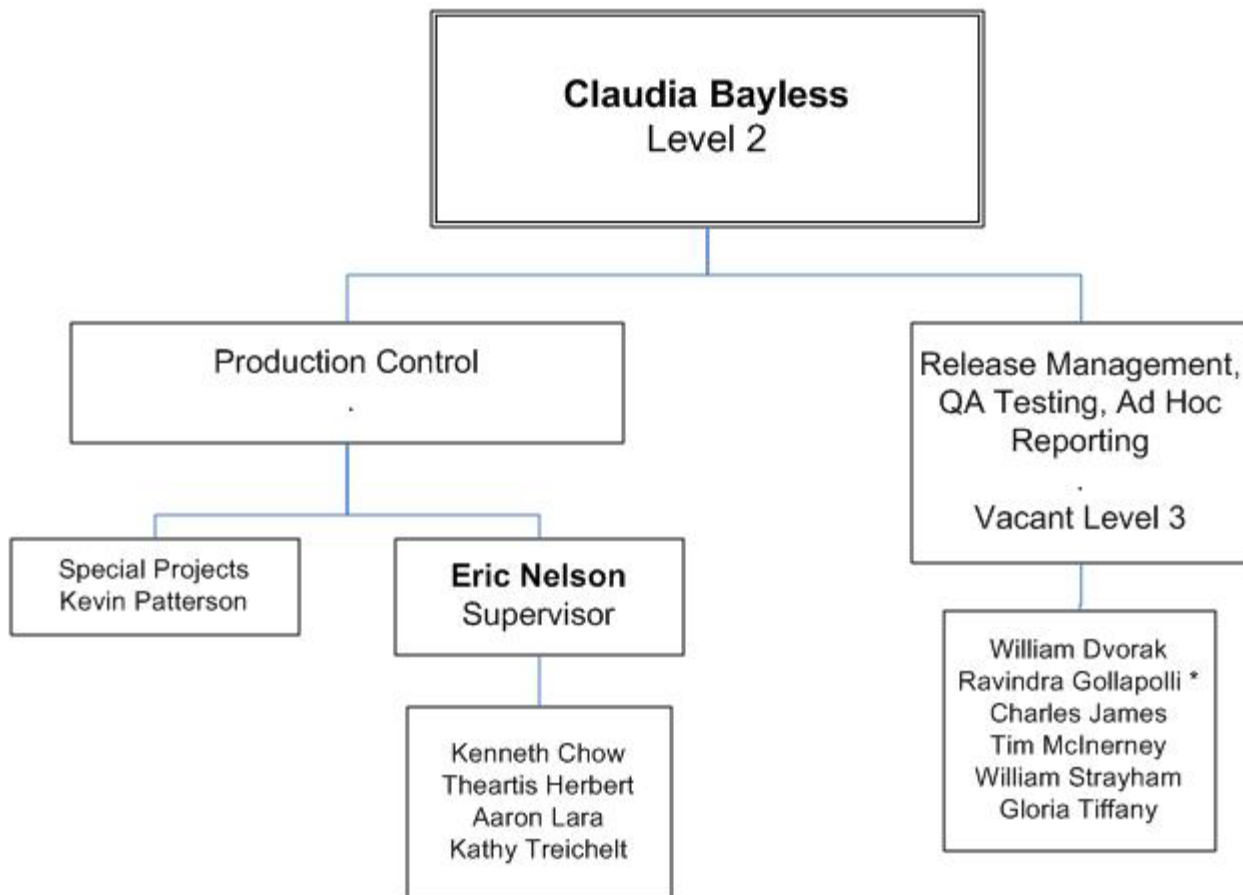 Claudia Bayless
Level 2
Production Control
.
Release Management,
QA Testing, Ad Hoc
Reporting
.
Vacant Level 3
Special Projects
Kevin Patterson
Eric Nelson
Supervisor
Kenneth Chow
Theartis Herbert
Aaron Lara
Kathy Treichelt
William Dvorak
Ravindra Gollapolli *
Charles James
Tim McInerney
William Strayham
Gloria Tiffany